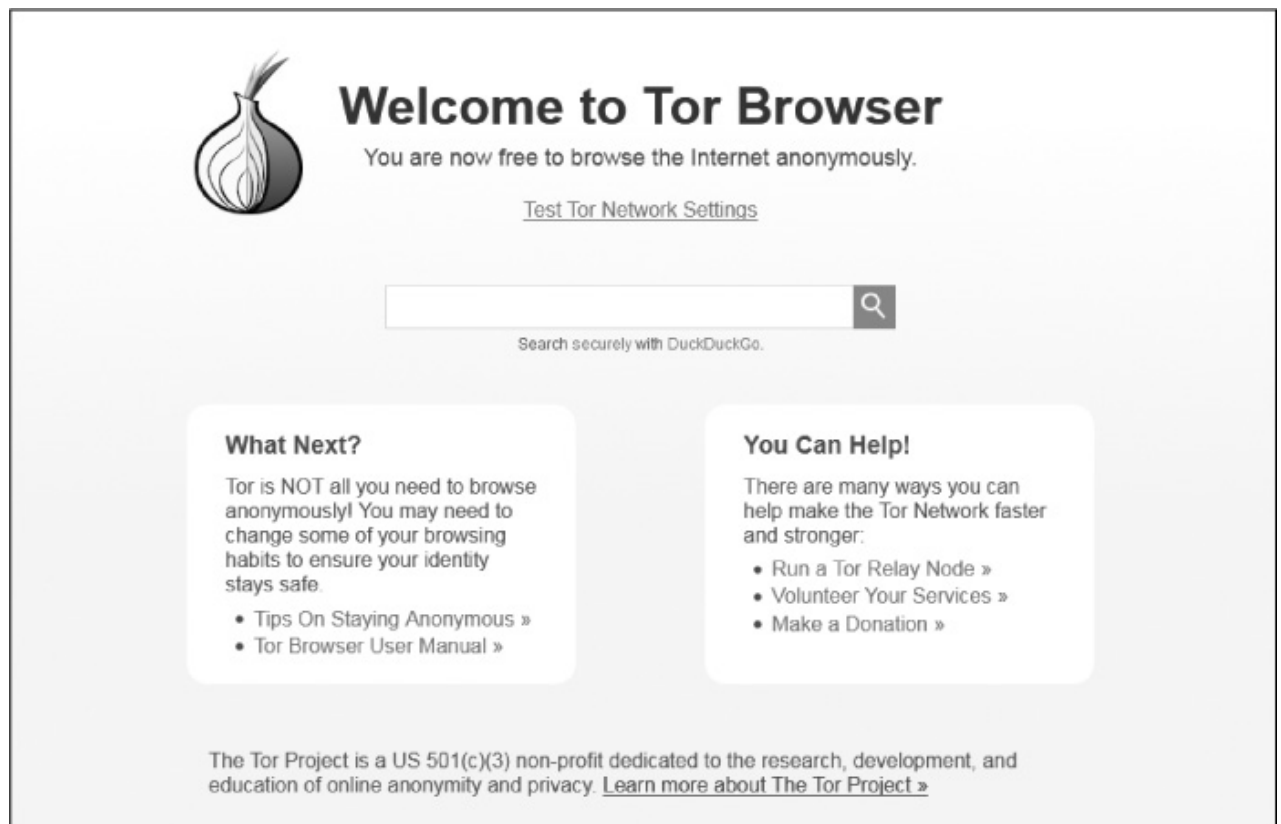 Welcome to Tor Browser
You are now free to browse the Internet anonymously.
Test Tor Network Settings
Search securely with DuckDuckGo.
What Next?
Tor is NOT all you need to browse
anonymously! You may need to
change some of your browsing
habits to ensure your identity
stays safe.
• Tips On Staying Anonymous »
• Tor Browser User Manual »
You Can Help!
There are many ways you can
help make the Tor Network faster
and stronger:
• Run a Tor Relay Node »
• Volunteer Your Services »
• Make a Donation »
The Tor Project is a US 501(c)(3) non-profit dedicated to the research, development, and
education of online anonymity and privacy. Learn more about The Tor Project »